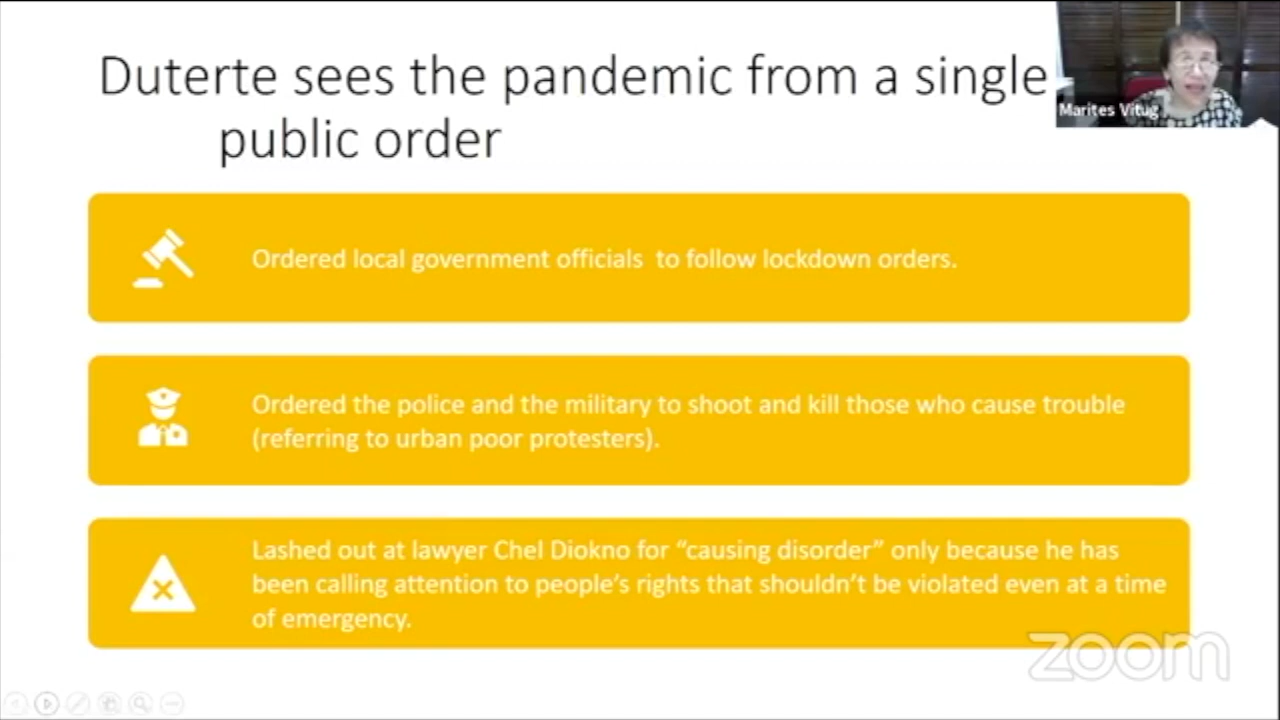 Duterte sees the pandemic from a single
public order
Marites Vitug
Ordered local government officials to follow lockdown orders.
Ordered the police and the military to shoot and kill those who cause trouble
(referring to urban poor protesters).
Lashed out at lawyer Chel Diokno for “causing disorder” only because he has
been calling attention to people’s rights that shouldn’t be violated even at a time
of emergency.
zoom